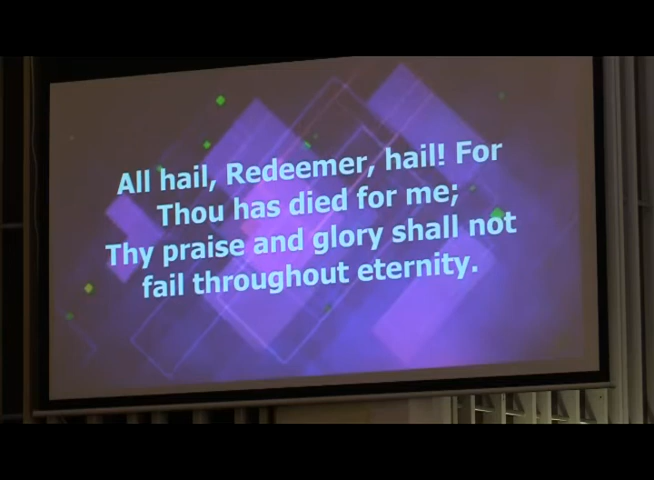 All hail, Redeemer, hail! For
Thou has died for me;
Thy praise and glory shall not
fail throughout eternity.